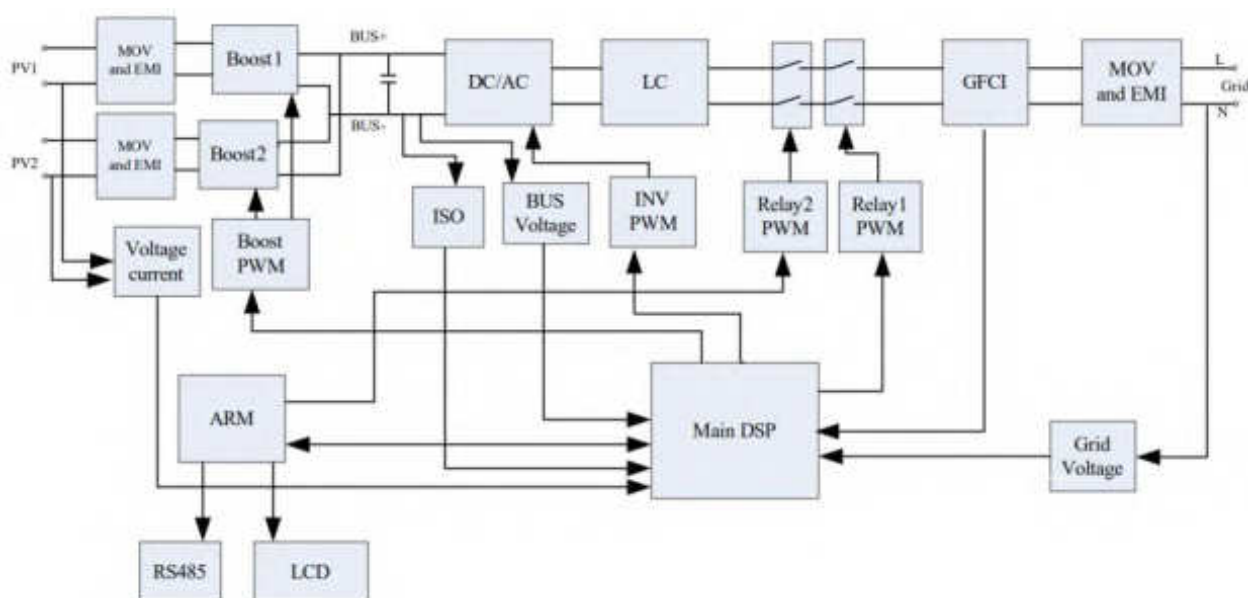 PV1
MOV
and EMI
Boost1
BUS+
DC/AC
LC
GFCI
MOV
and EMI
L
Grid
N
PV2
MOV
and EMI
Boost2
BUS-
Voltage
current
Boost
PWM
ISO
BUS
Voltage
INV
PWM
Relay2
PWM
Relay1
PWM
ARM
Main DSP
Grid
Voltage
RS485
LCD